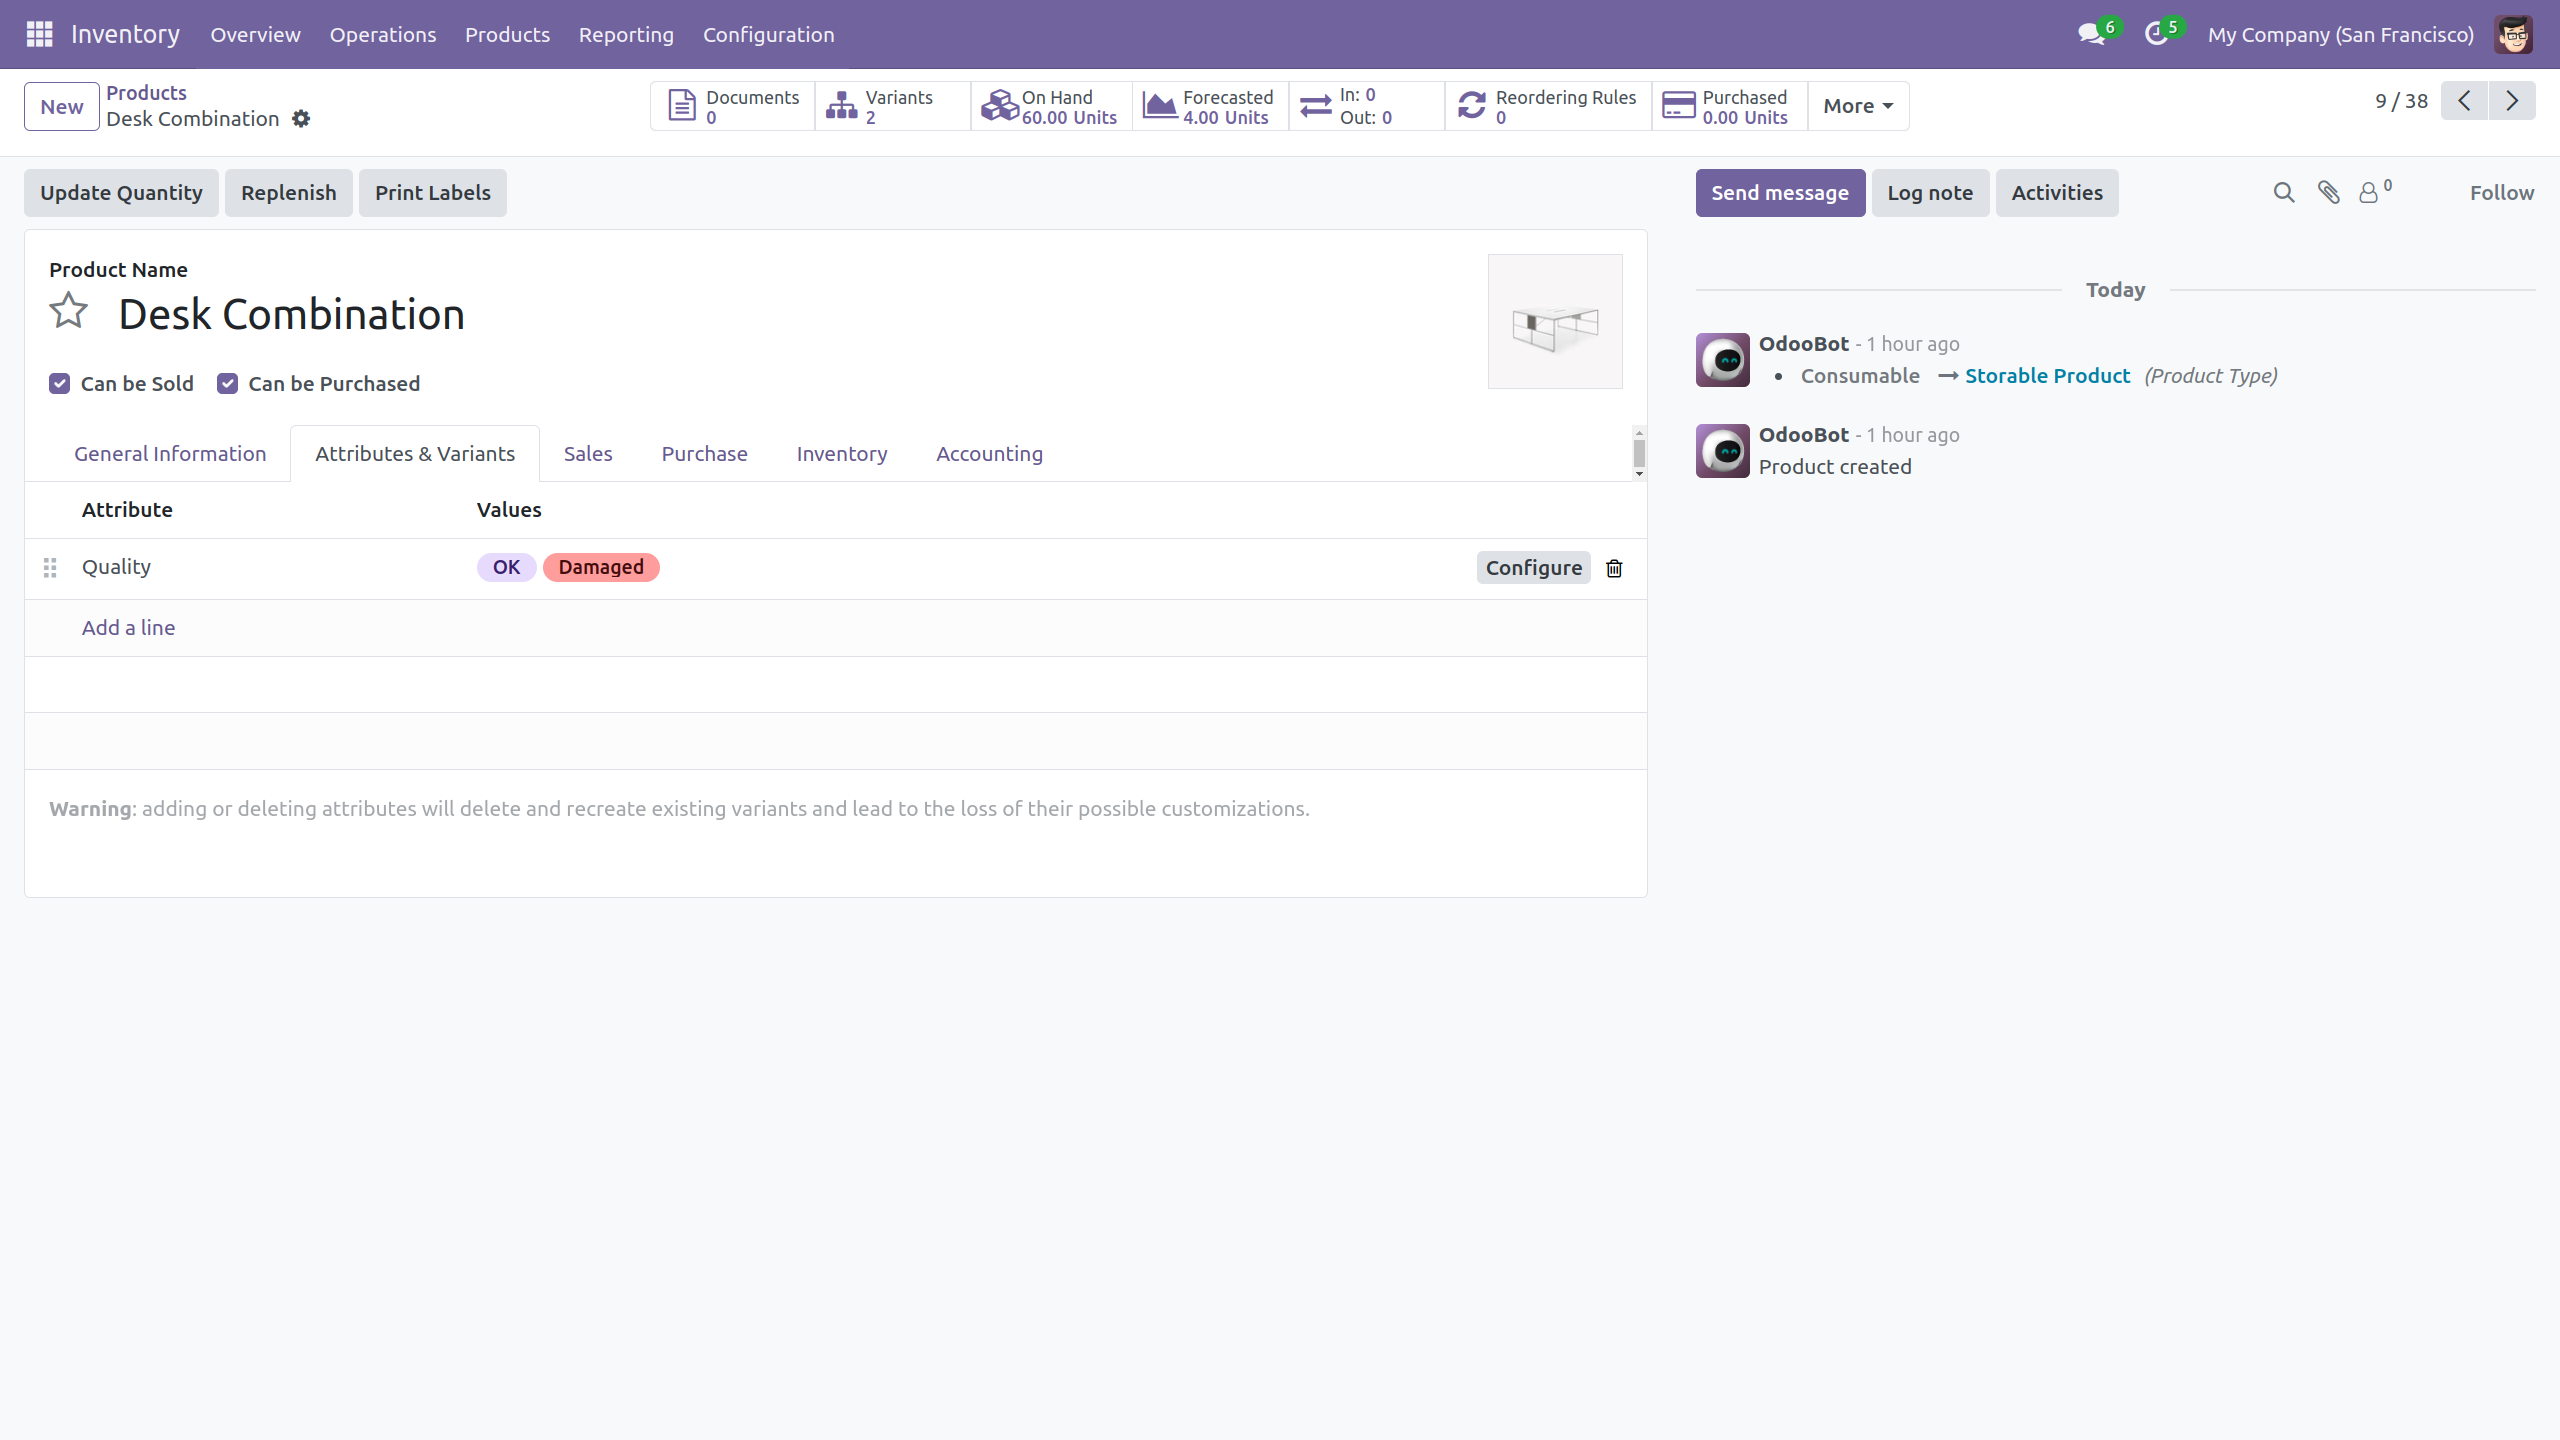 Inventory Overview Operations Products Reporting Configuration 6 5 My Company (San Francisco)
New Products
Desk Combination
Documents 0
Variants 2
On Hand 60.00 Units
Forecasted 4.00 Units
In: 0
Out: 0
Reordering Rules 0
Purchased 0.00 Units
More
9 / 38
Update Quantity Replenish Print Labels
Send message Log note Activities 0 Follow
Product Name
Desk Combination
Can be Sold Can be Purchased
General Information Attributes & Variants Sales Purchase Inventory Accounting
Attribute Values
Quality OK Damaged Configure
Add a line
Warning: adding or deleting attributes will delete and recreate existing variants and lead to the loss of their possible customizations.
Today
OdooBot - 1 hour ago
Consumable Storable Product (Product Type)
OdooBot - 1 hour ago
Product created